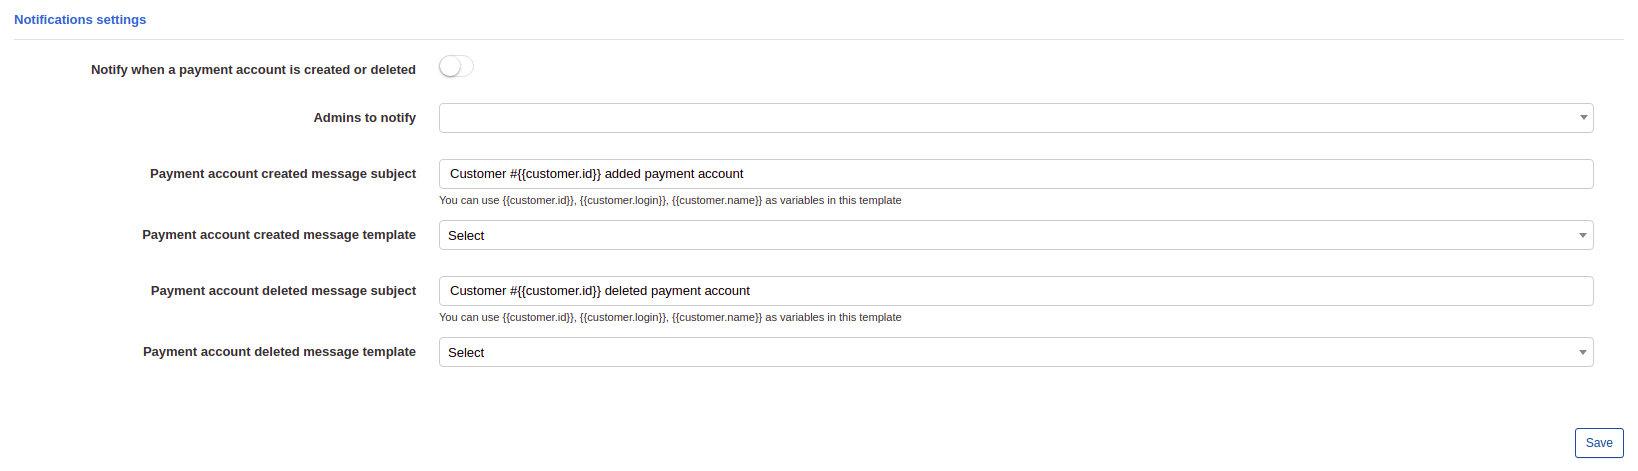 Notifications settings
Notify when a payment account is created or deleted
Admins to notify
Payment account created message subject
Customer #{{customer.id}} added payment account
You can use {{customer.id}}, {{customer.login}}, {{customer.name}} as variables in this template
Payment account created message template
Select
Payment account deleted message subject
Customer #{{customer.id}} deleted payment account
You can use {{customer.id}}, {{customer.login}}, {{customer.name}} as variables in this template
Payment account deleted message template
Select
Save